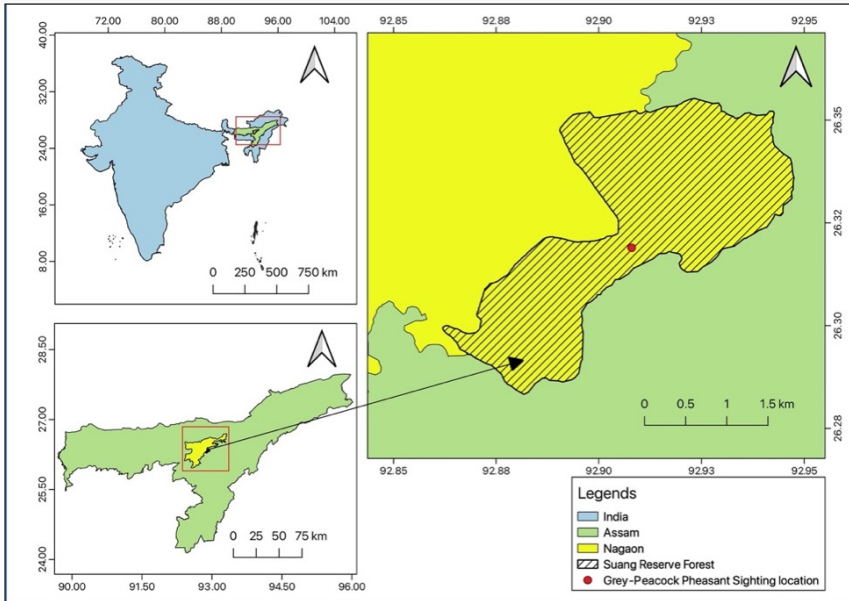 72.00 80.00 88.00 96.00 104.00
40.00
32.00
24.00
16.00
8.00
0 250 500 750 km
28.50
27.00
25.50
24.00
0 25 50 75 km
90.00 91.50 93.00 94.50 96.00
92.85 92.88 92.90 92.93 92.95
26.35
26.32
26.30
26.28
0 0.5 1 1.5 km
92.85 92.88 92.90 92.93 92.95
Legends
India
Assam
Nagaon
Suang Reserve Forest
Grey-Peacock Pheasant Sighting location